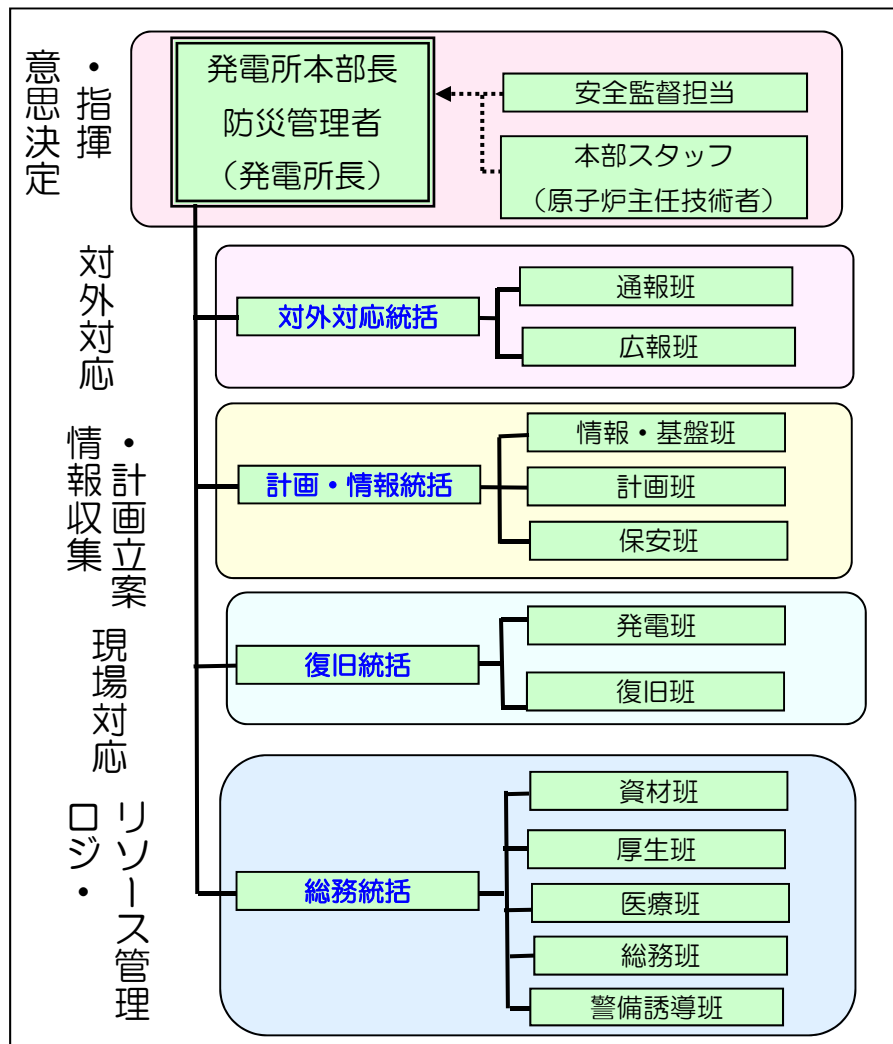 意思決定
・指揮
発電所本部長
防災管理者
（発電所長）
安全監督担当
本部スタッフ
（原子炉主任技術者）
対外対応
対外対応統括
通報班
広報班
情報収集
・計画立案
計画・情報統括
情報・基盤班
計画班
保安班
現場対応
復旧統括
発電班
復旧班
ロジ・
リソース管理
総務統括
資材班
厚生班
医療班
総務班
警備誘導班